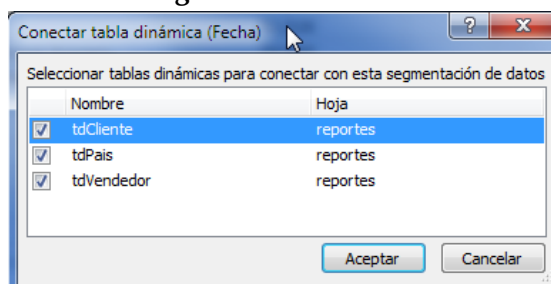 Conectar tabla dinámica (Fecha)
Seleccionar tablas dinámicas para conectar con esta segmentación de datos
Nombre Hoja
tdCliente reportes
tdPais reportes
tdVendedor reportes
Aceptar Cancelar